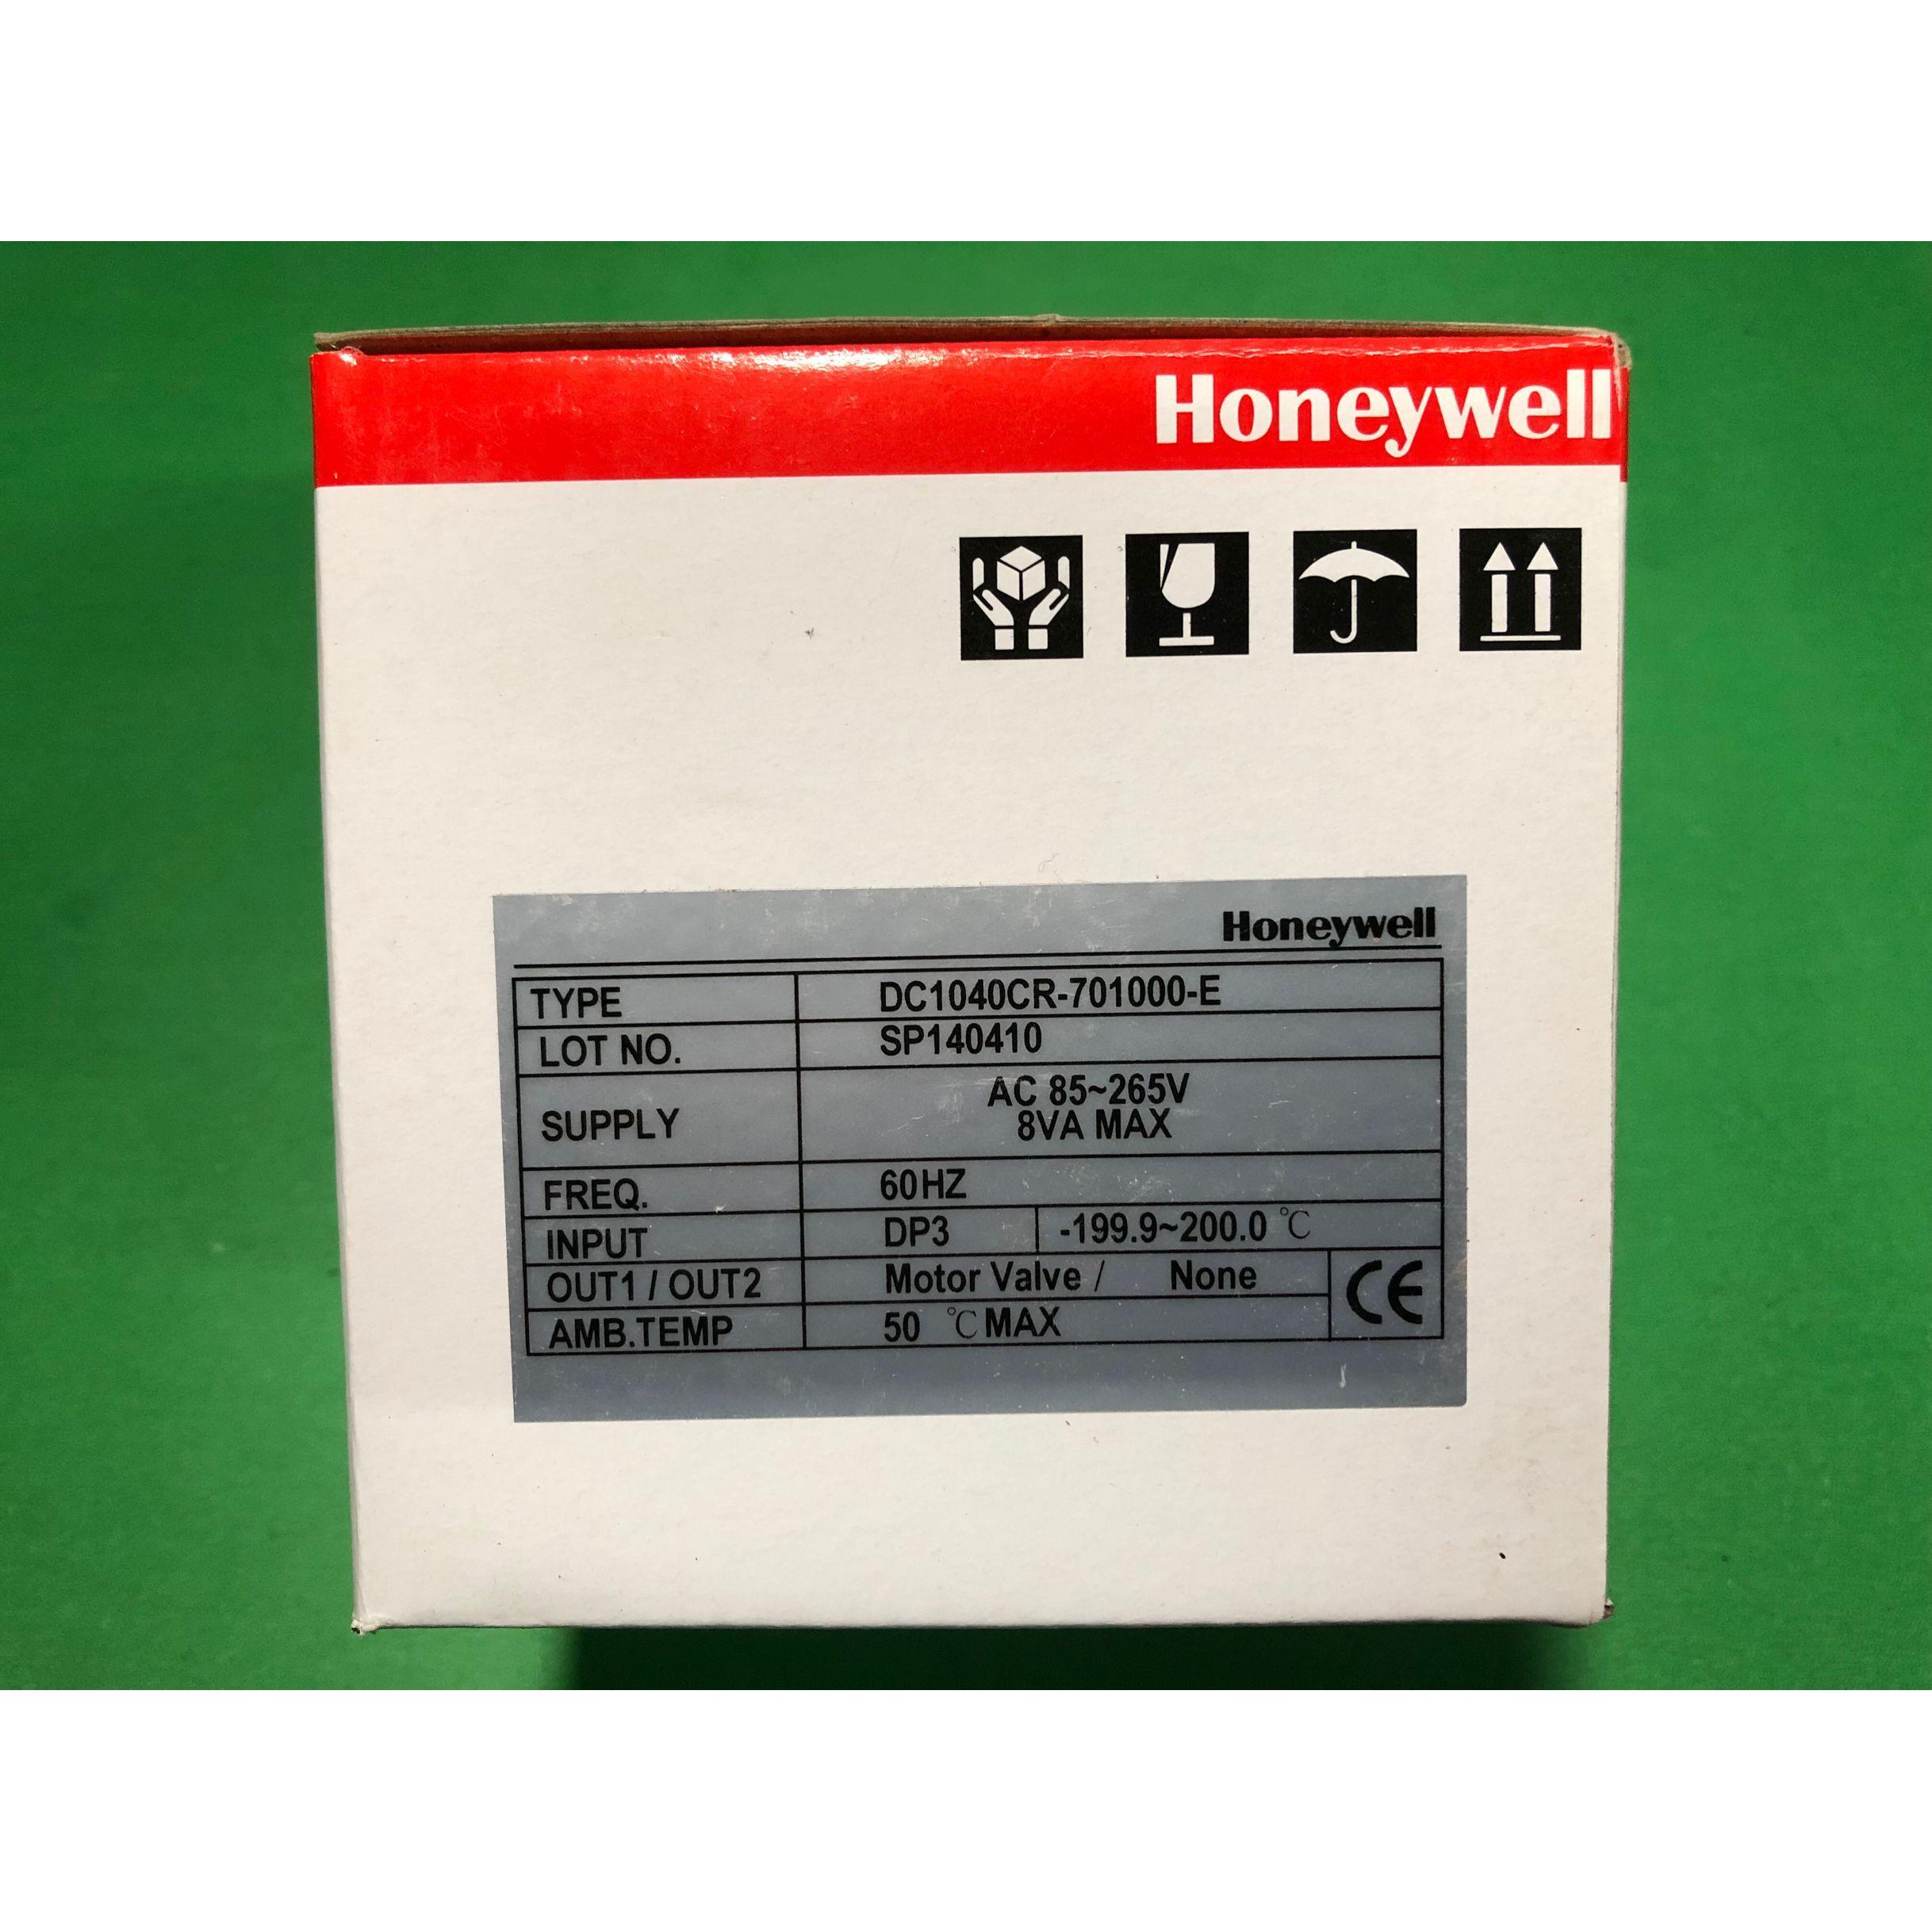 Honeywell
Honeywell
TYPE DC1040CR-701000-E
LOT NO. SP140410
SUPPLY AC 85~265V
8VA MAX
FREQ. 60HZ
INPUT DP3 -199.9~200.0 ℃
OUT1 / OUT2 Motor Valve / None
CE
AMB.TEMP 50 ℃ MAX